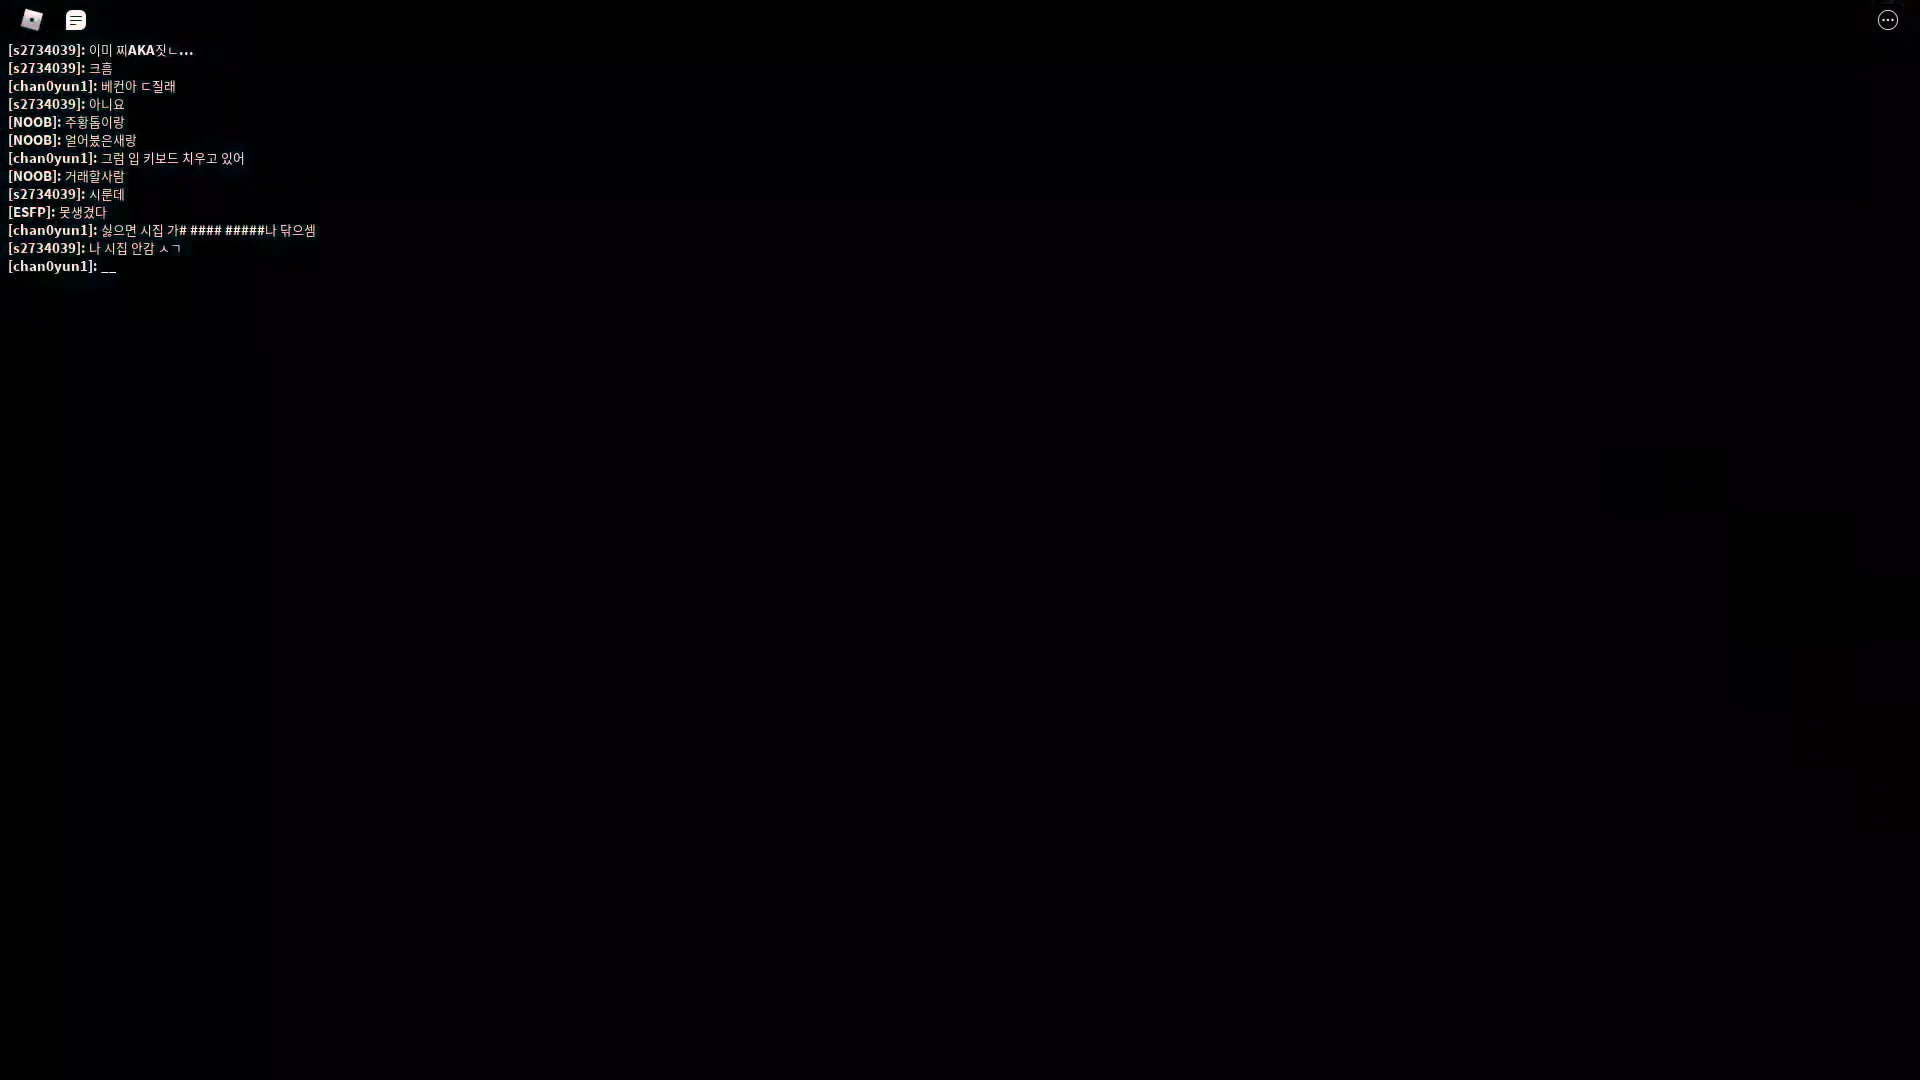 [s2734039]: 이미 찌AKA짓ㄴ...
[s2734039]: 크흠
[chan0yun1]: 베컨아 ㄷ질래
[s2734039]: 아니요
[NOOB]: 주황톱이랑
[NOOB]: 얼어붔은새랑
[chan0yun1]: 그럼 입 키보드 치우고 있어
[NOOB]: 거래할사람
[s2734039]: 시룬데
[ESFP]: 못생겼다
[chan0yun1]: 싫으면 시집 가# #### #####나 닦으셈
[s2734039]: 나 시집 안감 ㅅㄱ
[chan0yun1]: __